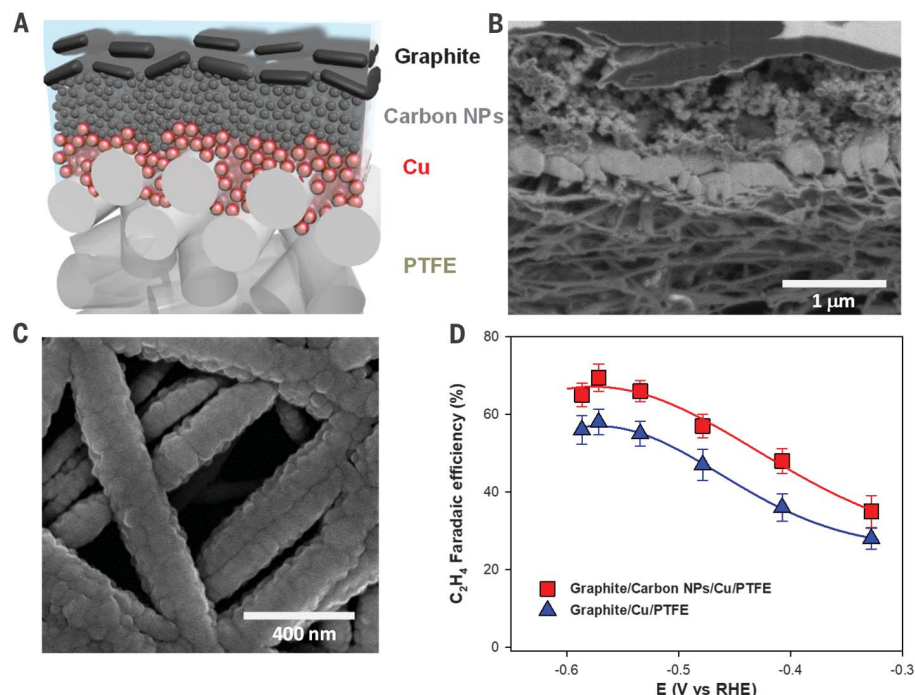 A
Graphite
Carbon NPs
Cu
PTFE
B
1 μm
C
400 nm
D
C₂H₄ Faradaic efficiency (%)
80
60
40
20
0
Graphite/Carbon NPs/Cu/PTFE
Graphite/Cu/PTFE
-0.6
-0.5
-0.4
-0.3
E (V vs RHE)